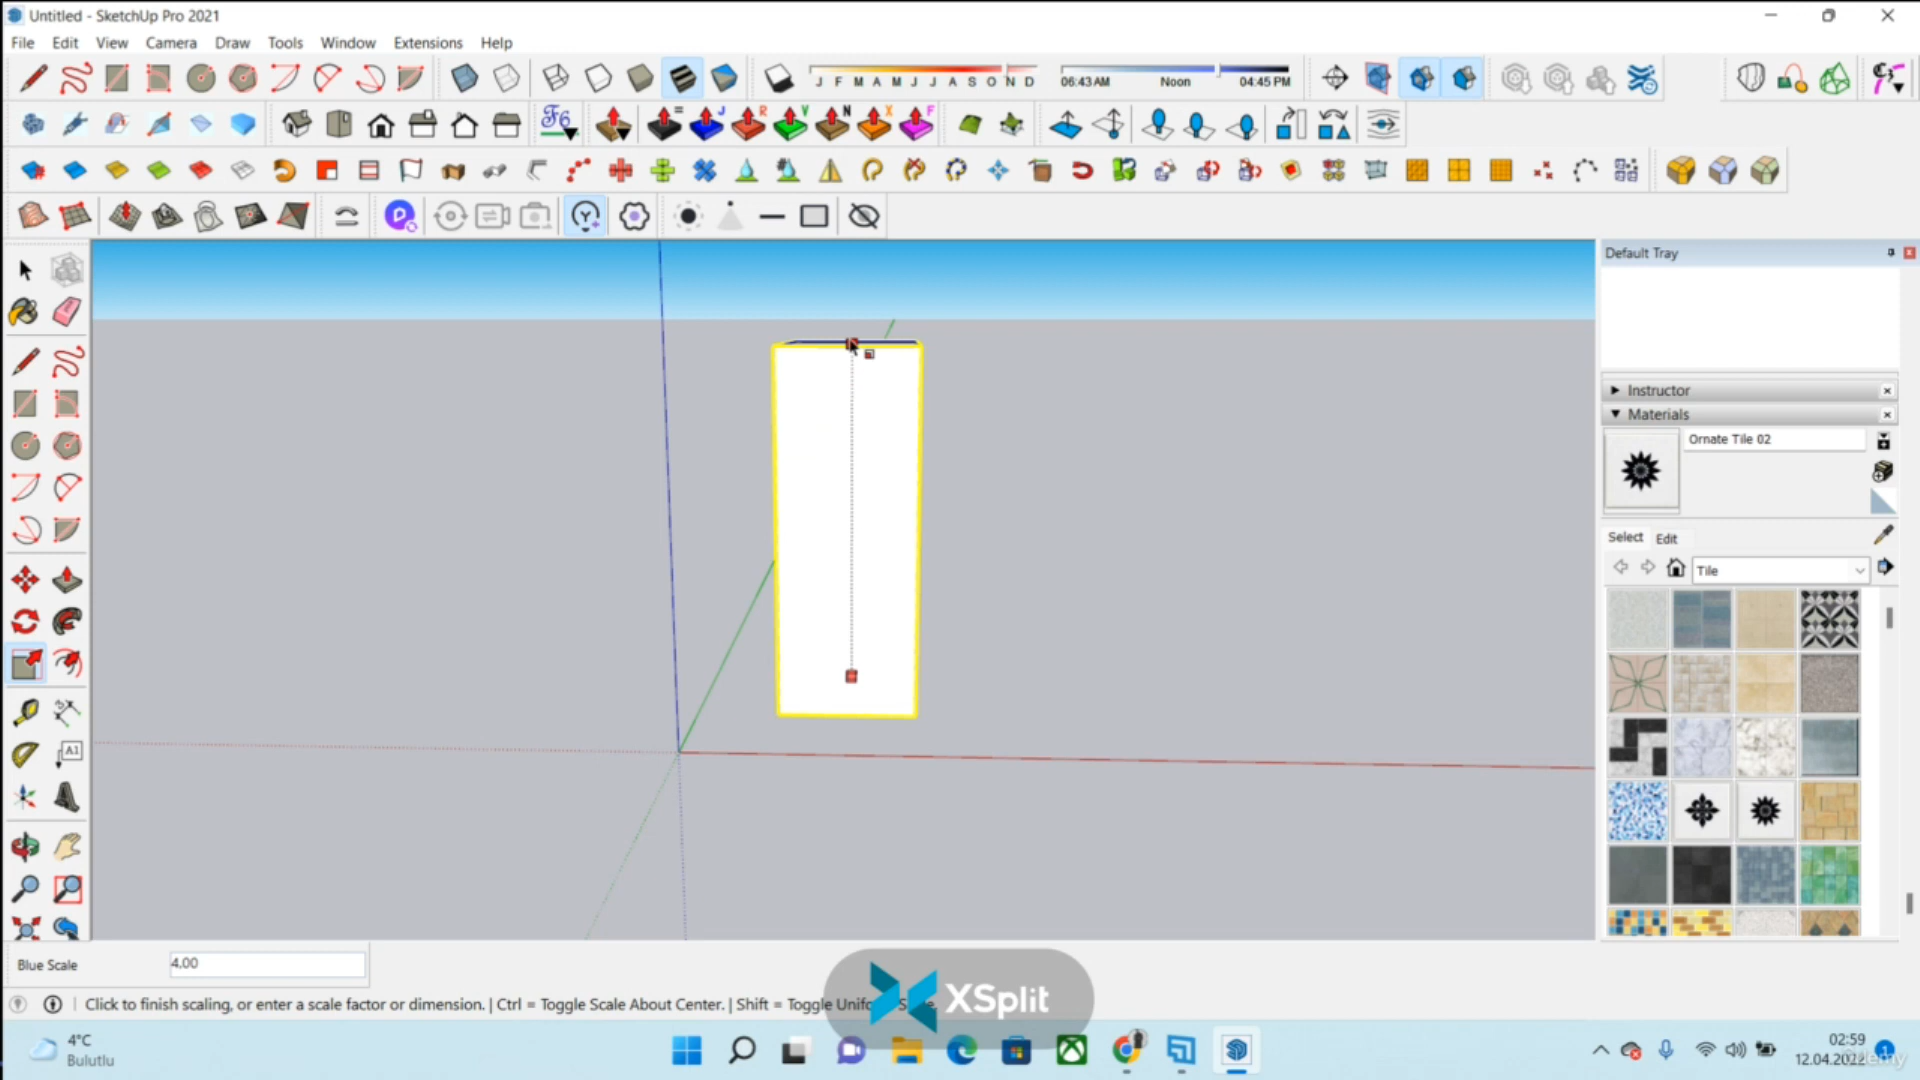 Untitled - SketchUp Pro 2021
File Edit View Camera Draw Tools Window Extensions Help
J F M A M J J A S O N D
06:43 AM Noon 04:45 PM
F6 = J R V N X F
Default Tray
Instructor
Materials
Ornate Tile 02
Select Edit
Tile
A1
Blue Scale 4,00
Click to finish scaling, or enter a scale factor or dimension. | Ctrl = Toggle Scale About Center. | Shift = Toggle
XSplit
4°C
Bulutlu
02:59
12.04.2022